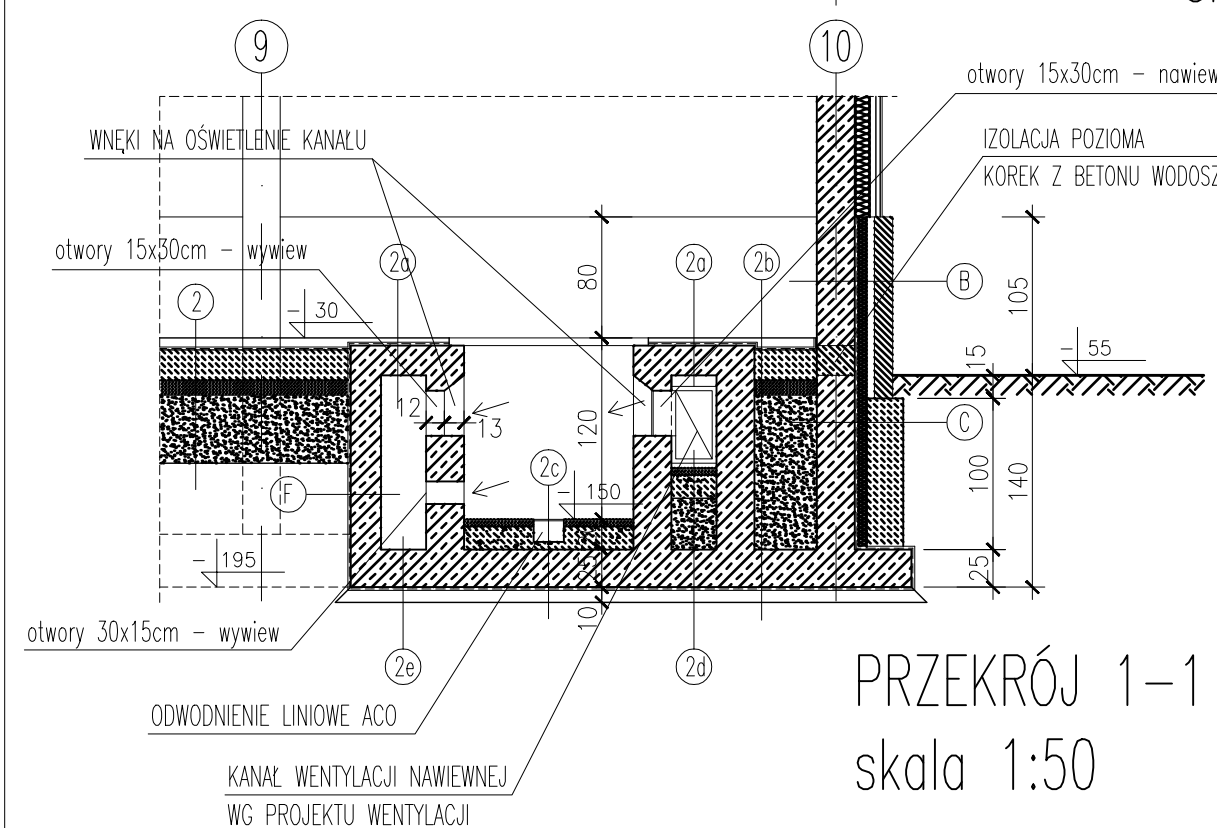 9
10
otwory 15x30cm – nawiew
WNĘKI NA OŚWIETLENIE KANAŁU
IZOLACJA POZIOMA
KOREK Z BETONU WODOSZ
otwory 15x30cm – wywiew
2a
2a
2b
B
80
105
2
– 30
15
– 55
12
13
120
C
2c
– 150
F
100
140
– 195
25
25
10
otwory 30x15cm – wywiew
2e
2d
PRZEKRÓJ 1–1
ODWODNIENIE LINIOWE ACO
skala 1:50
KANAŁ WENTYLACJI NAWIEWNEJ
WG PROJEKTU WENTYLACJI